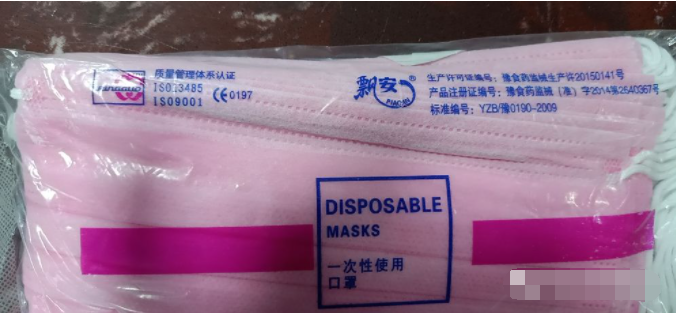 质量管理体系认证
ISO13485
ISO9001
CE 0197
飘安®
PIAOAN
生产许可证编号：豫食药监械生产许20150141号
产品注册证编号：豫食药监械（准）字2014第2640367号
标准编号：YZB/豫0190-2009
DISPOSABLE
MASKS
一次性使用
口罩